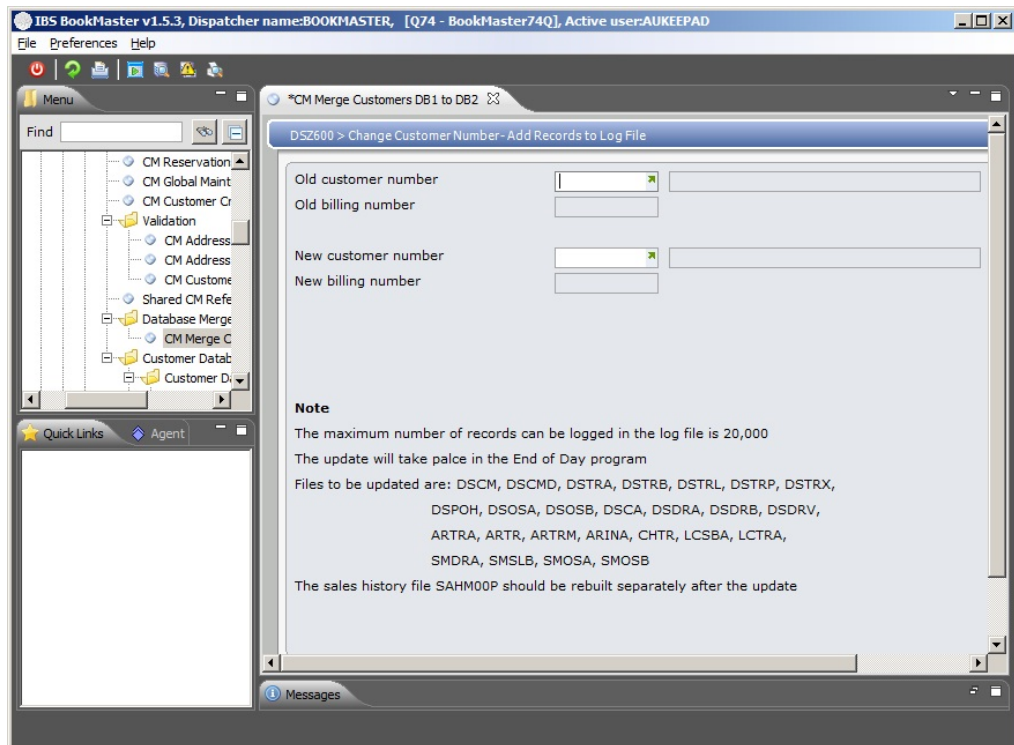 IBS BookMaster v1.5.3, Dispatcher name:BOOKMASTER, [Q74 - BookMaster74Q], Active user:AUKEEPAD
File Preferences Help
Menu
Find
CM Reservation
CM Global Maint
CM Customer Cr
Validation
CM Address
CM Address
CM Custome
Shared CM Refe
Database Merge
CM Merge C
Customer Datab
Customer D
Quick Links
Agent
*CM Merge Customers DB1 to DB2
DSZ600 > Change Customer Number- Add Records to Log File
Old customer number
Old billing number
New customer number
New billing number
Note
The maximum number of records can be logged in the log file is 20,000
The update will take palce in the End of Day program
Files to be updated are: DSCM, DSCMD, DSTRA, DSTRB, DSTRL, DSTRP, DSTRX,
DSPOH, DSOSA, DSOSB, DSCA, DSDRA, DSDRB, DSDRV,
ARTRA, ARTR, ARTRM, ARINA, CHTR, LCSBA, LCTRA,
SMDRA, SMSLB, SMOSA, SMOSB
The sales history file SAHM00P should be rebuilt separately after the update
Messages